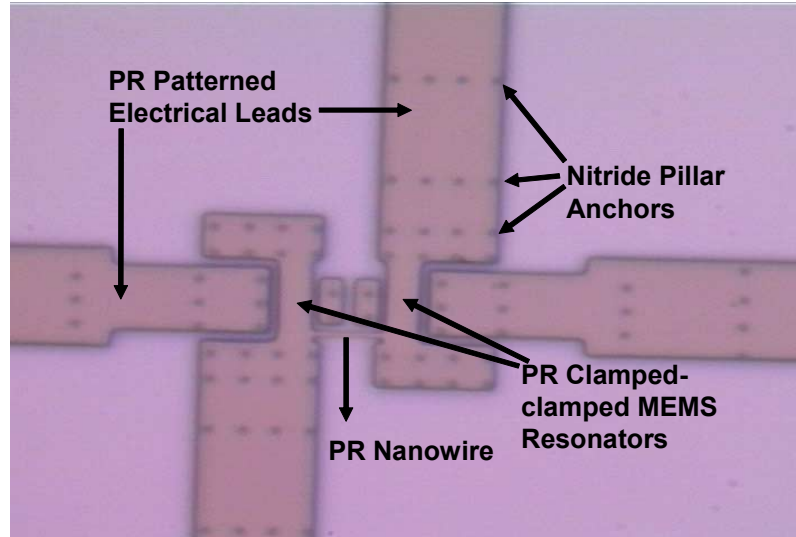 PR Patterned
Electrical Leads
Nitride Pillar
Anchors
PR Clamped-
clamped MEMS
Resonators
PR Nanowire